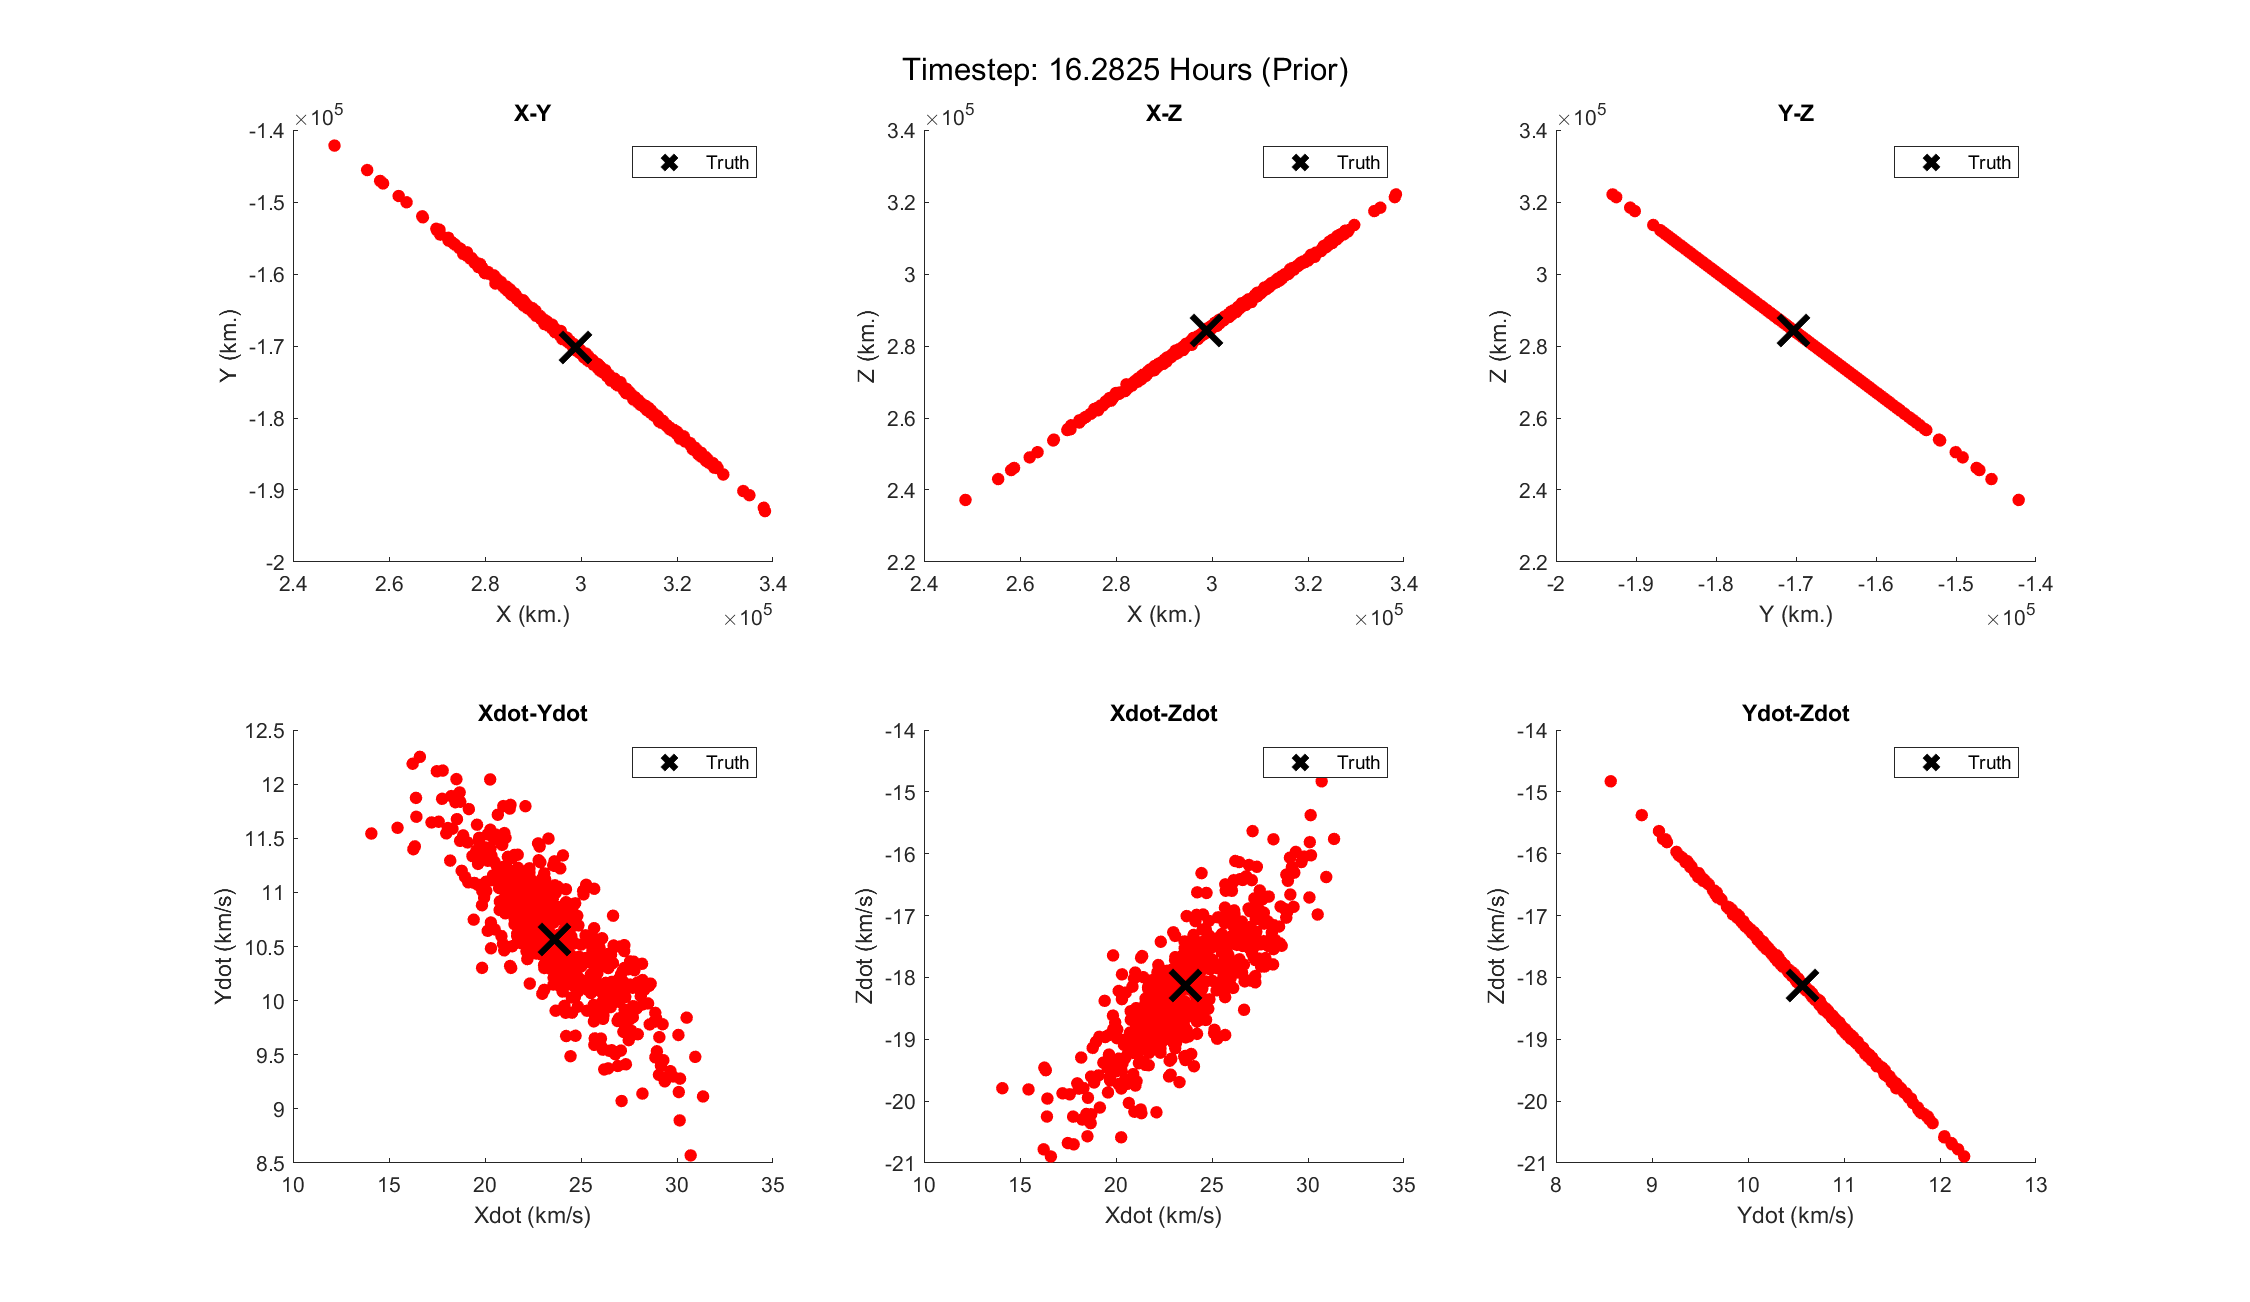 Timestep: 16.2825 Hours (Prior)
X-Y
×10^5
-1.4
-1.5
-1.6
-1.7
-1.8
-1.9
-2
Y (km.)
Truth
2.4 2.6 2.8 3 3.2 3.4
X (km.)
×10^5
X-Z
×10^5
3.4
3.2
3
2.8
2.6
2.4
2.2
Z (km.)
Truth
2.4 2.6 2.8 3 3.2 3.4
X (km.)
×10^5
Y-Z
×10^5
3.4
3.2
3
2.8
2.6
2.4
2.2
Z (km.)
Truth
-2 -1.9 -1.8 -1.7 -1.6 -1.5 -1.4
Y (km.)
×10^5
Xdot-Ydot
12.5
12
11.5
11
10.5
10
9.5
9
8.5
Ydot (km/s)
Truth
10 15 20 25 30 35
Xdot (km/s)
Xdot-Zdot
-14
-15
-16
-17
-18
-19
-20
-21
Zdot (km/s)
Truth
10 15 20 25 30 35
Xdot (km/s)
Ydot-Zdot
-14
-15
-16
-17
-18
-19
-20
-21
Zdot (km/s)
Truth
8 9 10 11 12 13
Ydot (km/s)